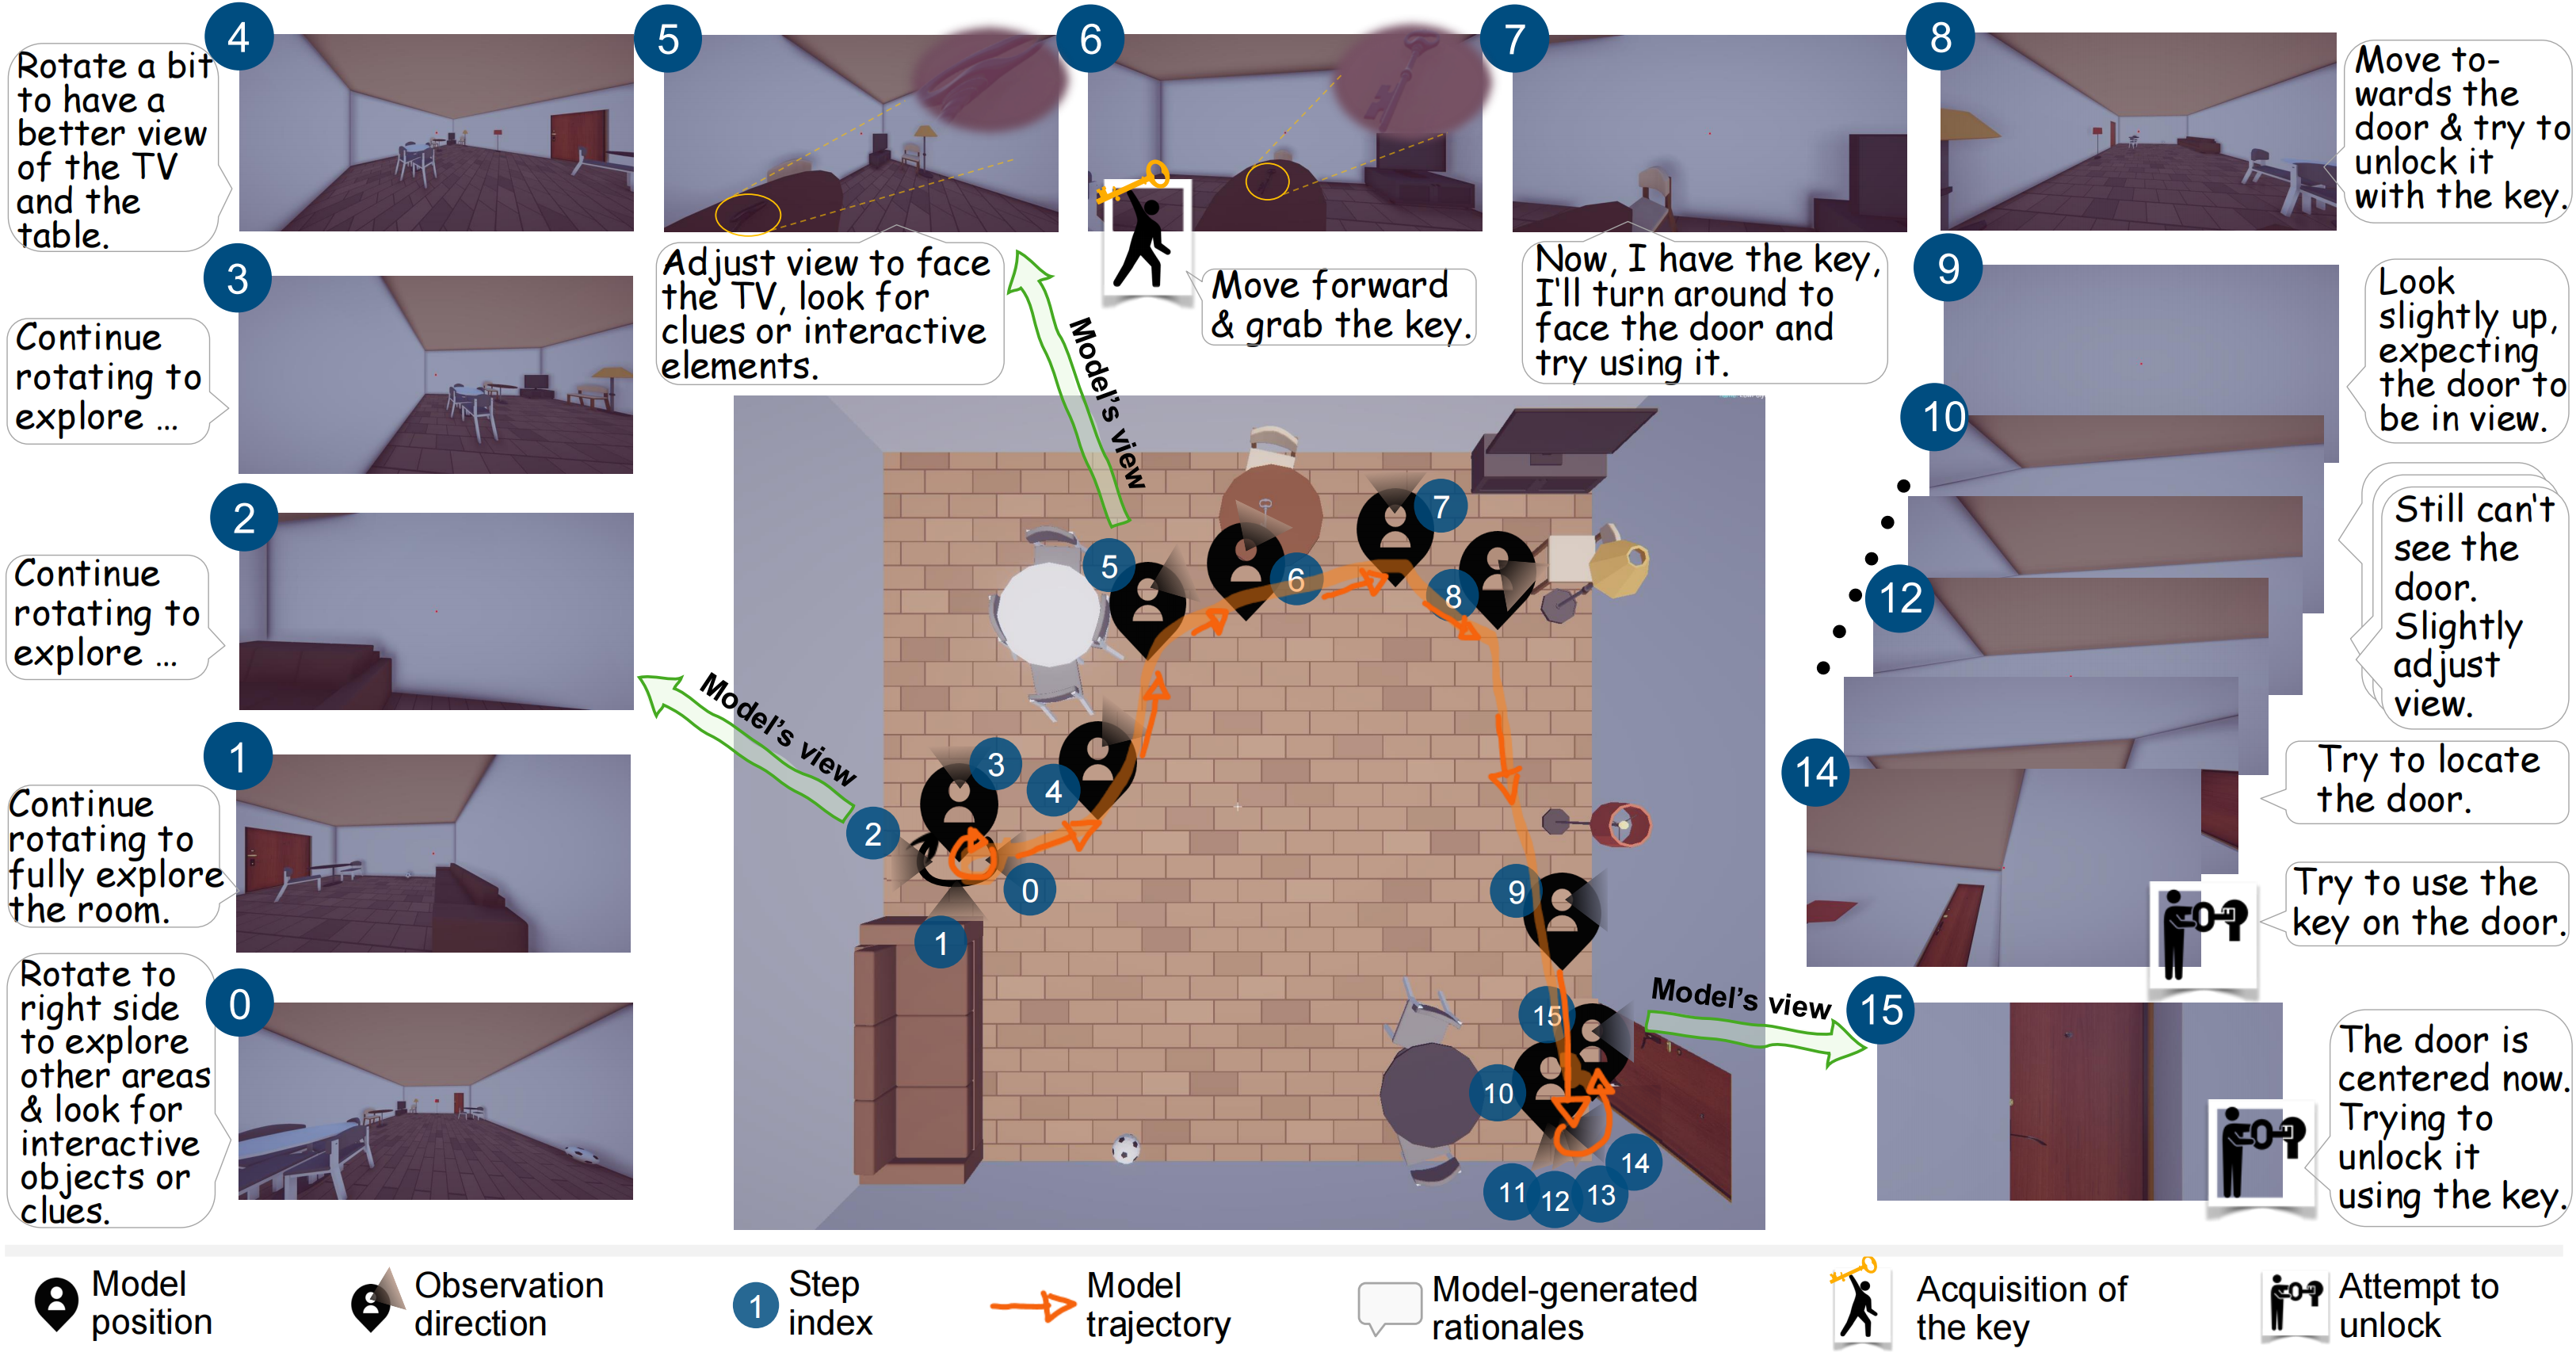 4
Rotate a bit
to have a
better view
of the TV
and the
table.
3
Continue
rotating to
explore ...
2
Continue
rotating to
explore ...
1
Continue
rotating to
fully explore
the room.
0
Rotate to
right side
to explore
other areas
& look for
interactive
objects or
clues.
5
Adjust view to face
the TV, look for
clues or interactive
elements.
6
Move forward
& grab the key.
7
Now, I have the key,
I'll turn around to
face the door and
try using it.
8
Move to-
wards the
door & try to
unlock it
with the key.
9
Look
slightly up,
expecting
the door to
be in view.
10
12
Still can't
see the
door.
Slightly
adjust
view.
14
Try to locate
the door.
Try to use the
key on the door.
15
The door is
centered now.
Trying to
unlock it
using the key.
Model's view
Model's view
Model's view
7
5
6
8
3
4
2
0
9
1
15
10
14
11
12
13
Model
position
Observation
direction
1
Step
index
Model
trajectory
Model-generated
rationales
Acquisition of
the key
Attempt to
unlock